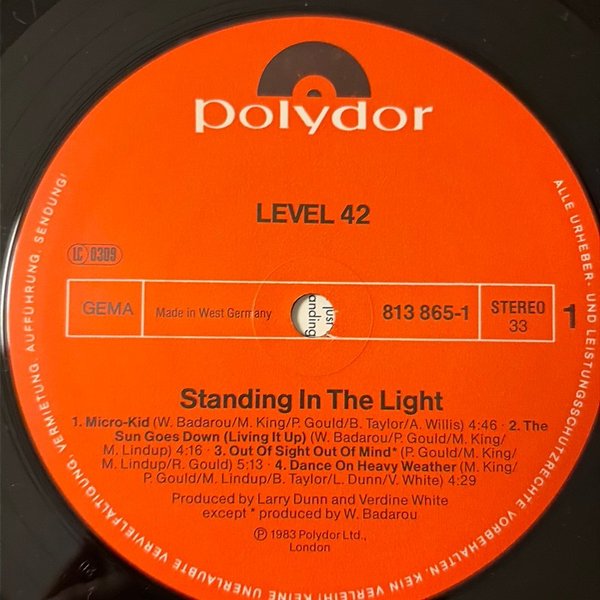 polydor
LEVEL 42
LC 0309
GEMA Made in West Germany 813 865-1 STEREO 33 1
just
anding
Standing In The Light
1. Micro-Kid (W. Badarou/M. King/P. Gould/B. Taylor/A. Willis) 4:46 · 2. The
Sun Goes Down (Living It Up) (W. Badarou/P. Gould/M. King/
M. Lindup) 4:16 · 3. Out Of Sight Out Of Mind* (P. Gould/M. King/
M. Lindup/R. Gould) 5:13 · 4. Dance On Heavy Weather (M. King/
P. Gould/M. Lindup/B. Taylor/L. Dunn/V. White) 4:29
Produced by Larry Dunn and Verdine White
except * produced by W. Badarou
Ⓟ 1983 Polydor Ltd.,
London
ALLE URHEBER- UND LEISTUNGSSCHUTZRECHTE VORBEHALTEN. KEIN VERLEIH! KEINE UNERLAUBTE VERVIELFÄLTIGUNG, VERMIETUNG, AUFFÜHRUNG, SENDUNG!